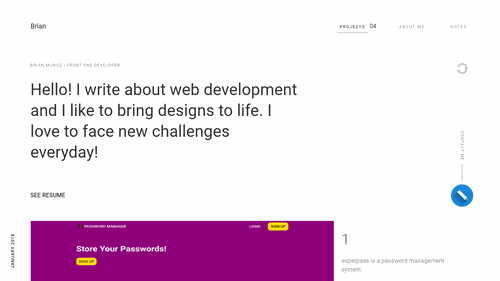 Brian
PROJECTS 04
ABOUT ME
NOTES
BRIAN MUNOZ - FRONT END DEVELOPER
Hello! I write about web development
and I like to bring designs to life. I
love to face new challenges
everyday!
CONTACT ME
SEE RESUME
JANUARY 2018
PASSWORD MANAGER
LOGIN
SIGN UP
Store Your Passwords!
SIGN UP
1
superpass is a password management
system